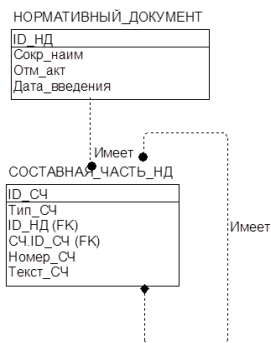 НОРМАТИВНЫЙ_ДОКУМЕНТ
ID_НД
Сокр_наим
Отм_акт
Дата_введения
Имеет
СОСТАВНАЯ_ЧАСТЬ_НД
ID_СЧ
Тип_СЧ
ID_НД (FK)
СЧ.ID_СЧ (FK)
Номер_СЧ
Текст_СЧ
Имеет